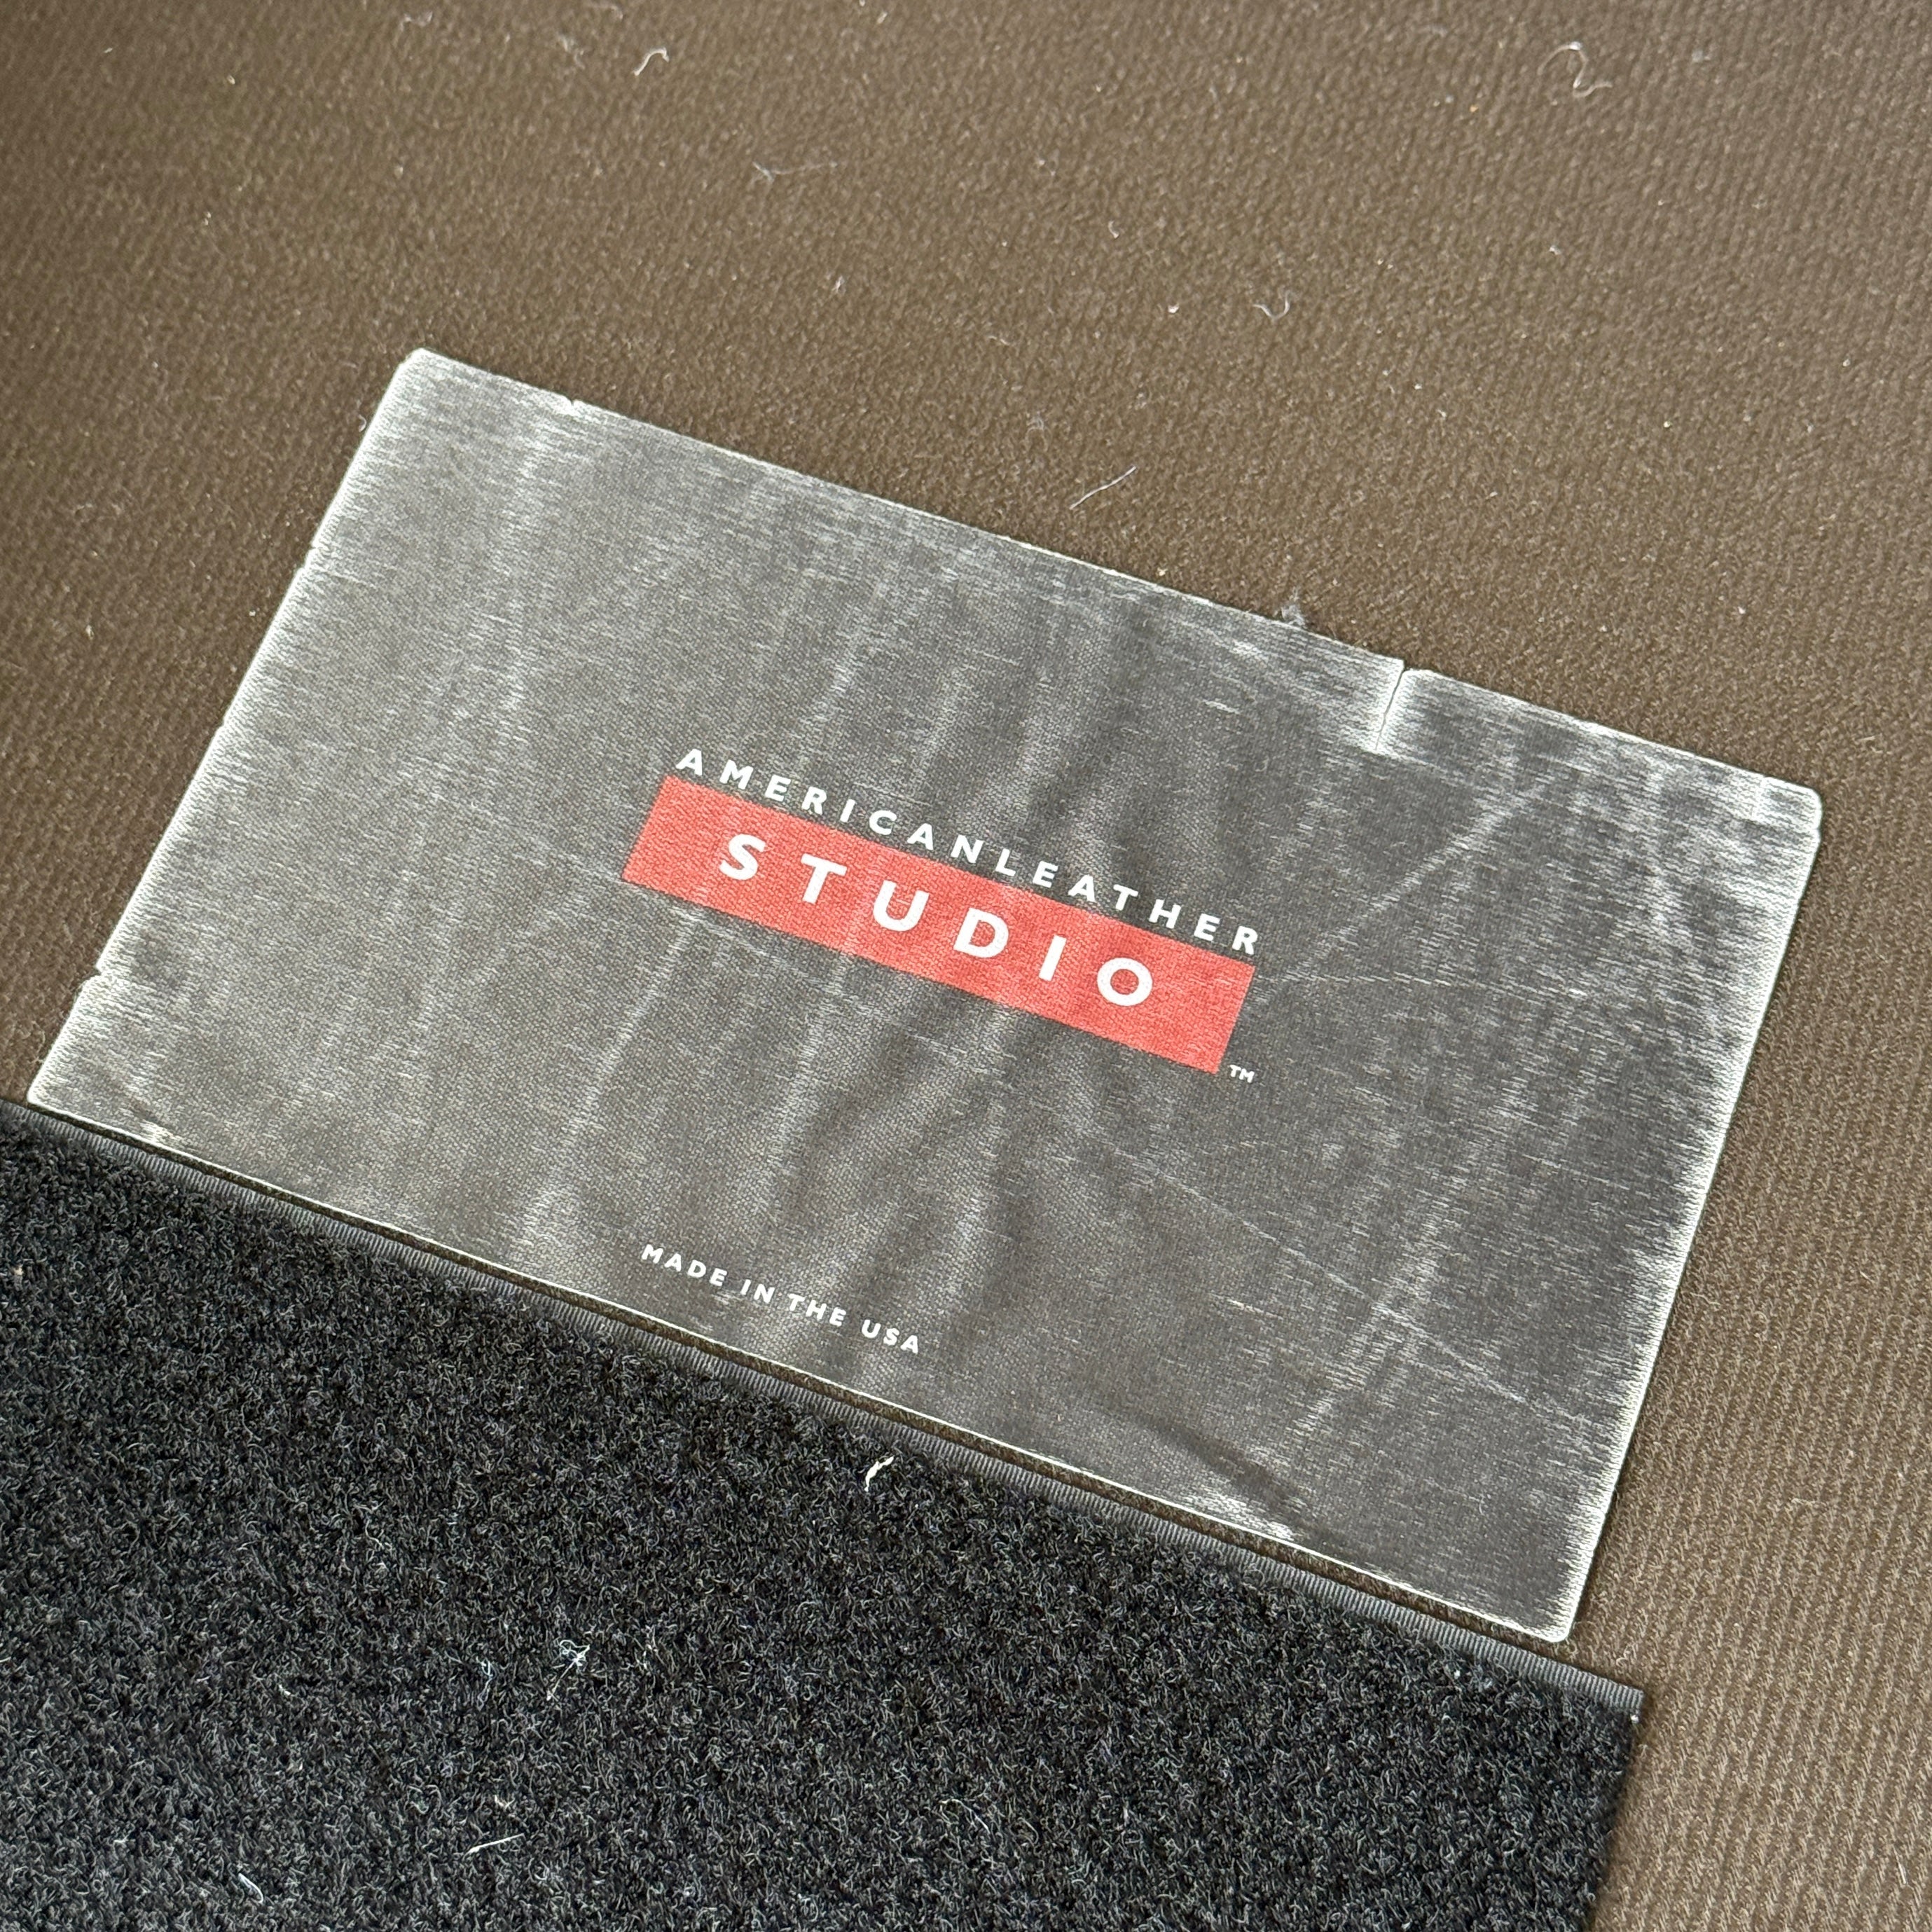 AMERICANLEATHER
STUDIO
TM
MADE IN THE USA